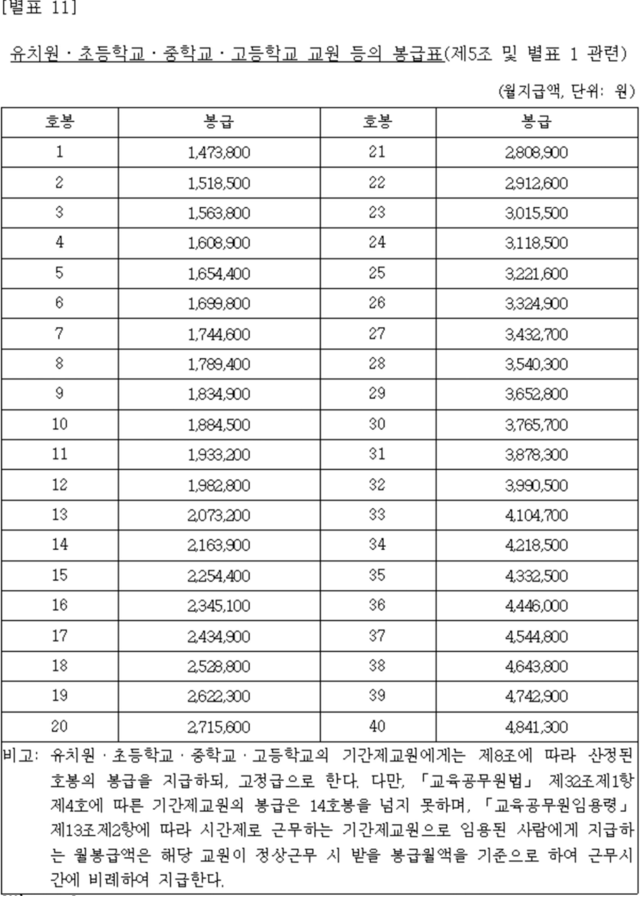 [별표 11]
유치원ㆍ초등학교ㆍ중학교ㆍ고등학교 교원 등의 봉급표(제5조 및 별표 1 관련)
(월지급액, 단위: 원)
호봉 봉급 호봉 봉급
1 1,473,800 21 2,808,900
2 1,518,500 22 2,912,600
3 1,563,800 23 3,015,500
4 1,608,900 24 3,118,500
5 1,654,400 25 3,221,600
6 1,699,800 26 3,324,900
7 1,744,600 27 3,432,700
8 1,789,400 28 3,540,300
9 1,834,900 29 3,652,800
10 1,884,500 30 3,765,700
11 1,933,200 31 3,878,300
12 1,982,800 32 3,990,500
13 2,073,200 33 4,104,700
14 2,163,900 34 4,218,500
15 2,254,400 35 4,332,500
16 2,345,100 36 4,446,000
17 2,434,900 37 4,544,800
18 2,528,800 38 4,643,800
19 2,622,300 39 4,742,900
20 2,715,600 40 4,841,300
비고: 유치원ㆍ초등학교ㆍ중학교ㆍ고등학교의 기간제교원에게는 제8조에 따라 산정된
호봉의 봉급을 지급하되, 고정급으로 한다. 다만, 「교육공무원법」 제32조제1항
제4호에 따른 기간제교원의 봉급은 14호봉을 넘지 못하며, 「교육공무원임용령」
제13조제2항에 따라 시간제로 근무하는 기간제교원으로 임용된 사람에게 지급하
는 월봉급액은 해당 교원이 정상근무 시 받을 봉급월액을 기준으로 하여 근무시
간에 비례하여 지급한다.